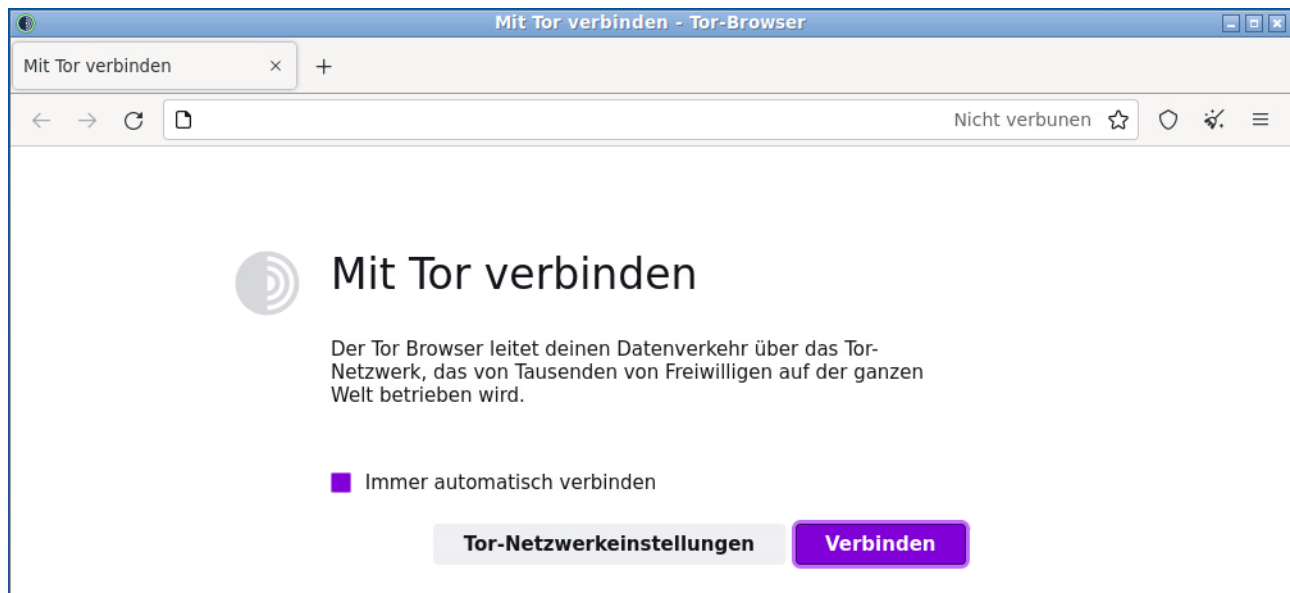 Mit Tor verbinden - Tor-Browser
Mit Tor verbinden
Nicht verbunen
Mit Tor verbinden
Der Tor Browser leitet deinen Datenverkehr über das Tor-
Netzwerk, das von Tausenden von Freiwilligen auf der ganzen
Welt betrieben wird.
Immer automatisch verbinden
Tor-Netzwerkeinstellungen Verbinden